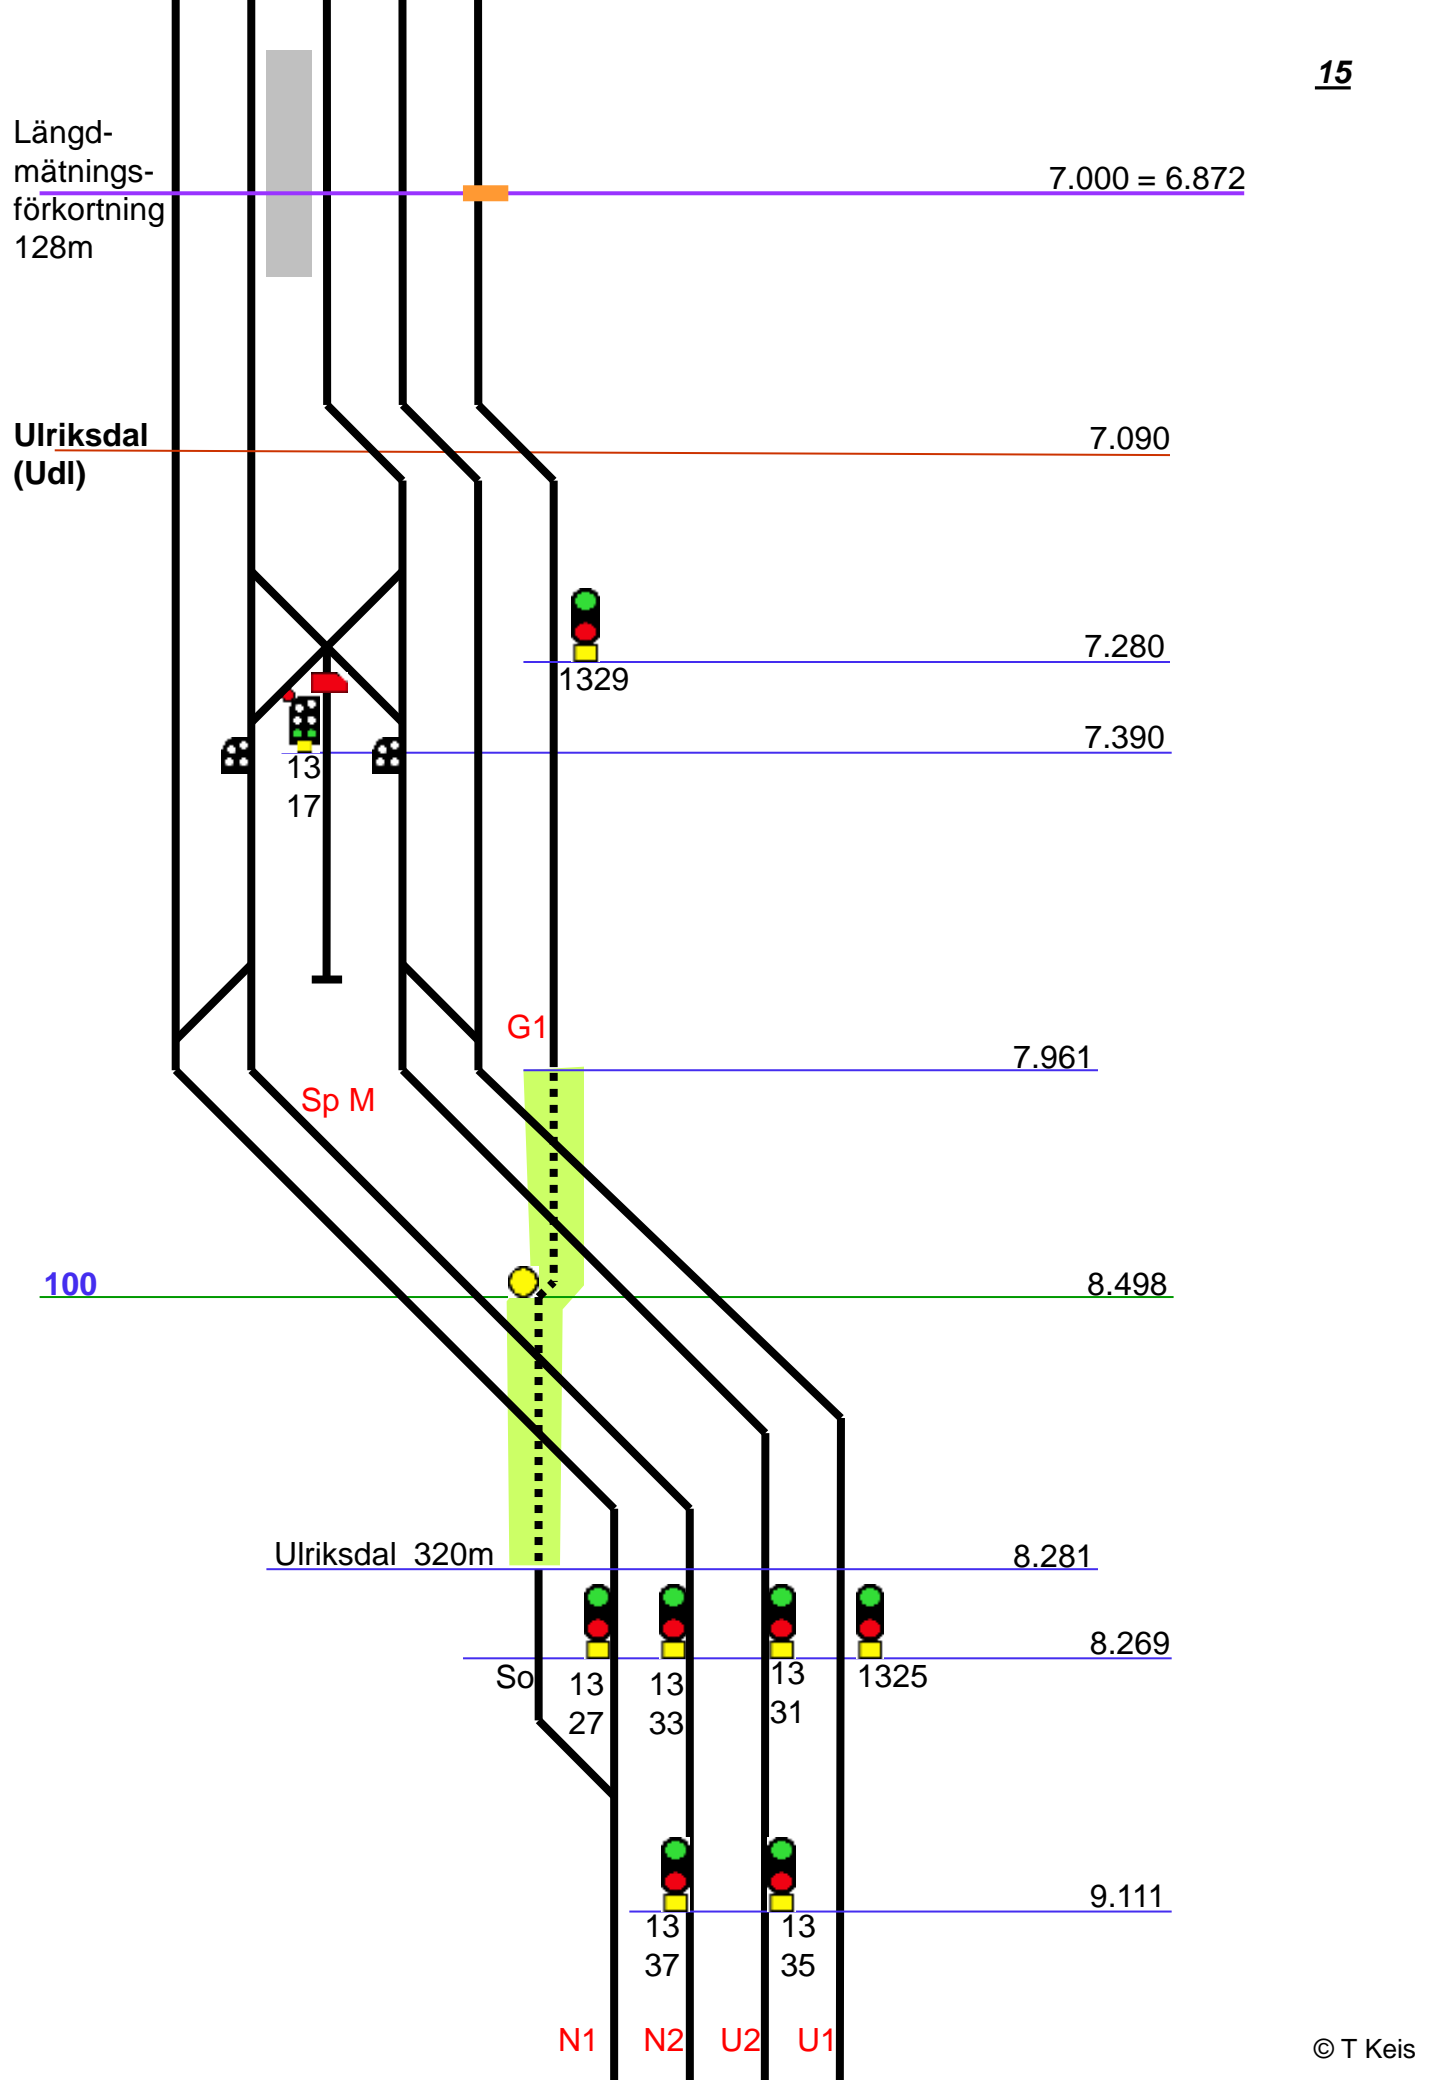 15
Längd-
mätnings-
förkortning
128m
7.000 = 6.872
Ulriksdal
(Udl)
7.090
7.280
1329
7.390
13
17
G1
7.961
Sp M
100
8.498
Ulriksdal 320m
8.281
8.269
So
13
27
13
33
13
31
1325
9.111
13
37
13
35
N1
N2
U2
U1
© T Keis